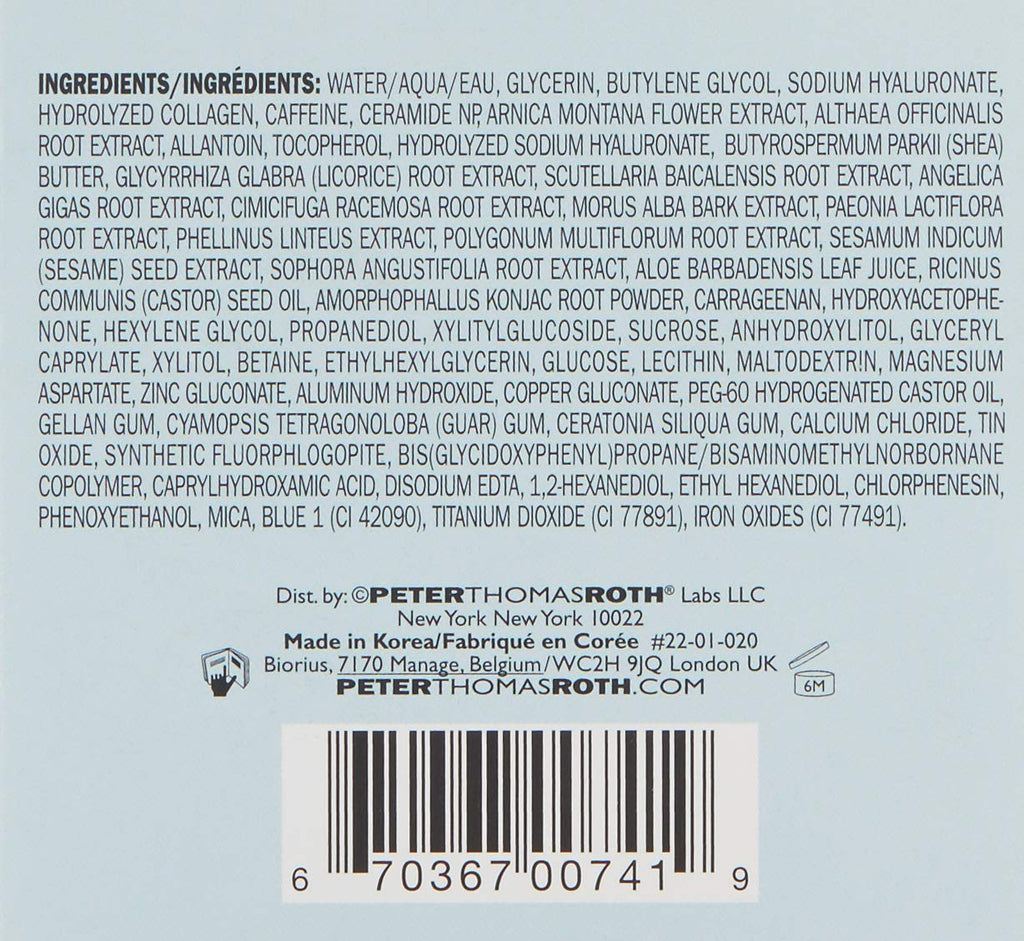 INGREDIENTS/INGRÉDIENTS: WATER/AQUA/EAU, GLYCERIN, BUTYLENE GLYCOL, SODIUM HYALURONATE,
HYDROLYZED COLLAGEN, CAFFEINE, CERAMIDE NP, ARNICA MONTANA FLOWER EXTRACT, ALTHAEA OFFICINALIS
ROOT EXTRACT, ALLANTOIN, TOCOPHEROL, HYDROLYZED SODIUM HYALURONATE, BUTYROSPERMUM PARKII (SHEA)
BUTTER, GLYCYRRHIZA GLABRA (LICORICE) ROOT EXTRACT, SCUTELLARIA BAICALENSIS ROOT EXTRACT, ANGELICA
GIGAS ROOT EXTRACT, CIMICIFUGA RACEMOSA ROOT EXTRACT, MORUS ALBA BARK EXTRACT, PAEONIA LACTIFLORA
ROOT EXTRACT, PHELLINUS LINTEUS EXTRACT, POLYGONUM MULTIFLORUM ROOT EXTRACT, SESAMUM INDICUM
(SESAME) SEED EXTRACT, SOPHORA ANGUSTIFOLIA ROOT EXTRACT, ALOE BARBADENSIS LEAF JUICE, RICINUS
COMMUNIS (CASTOR) SEED OIL, AMORPHOPHALLUS KONJAC ROOT POWDER, CARRAGEENAN, HYDROXYACETOPHE-
NONE, HEXYLENE GLYCOL, PROPANEDIOL, XYLITYLGLUCOSIDE, SUCROSE, ANHYDROXYLITOL, GLYCERYL
CAPRYLATE, XYLITOL, BETAINE, ETHYLHEXYLGLYCERIN, GLUCOSE, LECITHIN, MALTODEXTRIN, MAGNESIUM
ASPARTATE, ZINC GLUCONATE, ALUMINUM HYDROXIDE, COPPER GLUCONATE, PEG-60 HYDROGENATED CASTOR OIL,
GELLAN GUM, CYAMOPSIS TETRAGONOLOBA (GUAR) GUM, CERATONIA SILIQUA GUM, CALCIUM CHLORIDE, TIN
OXIDE, SYNTHETIC FLUORPHLOGOPITE, BIS(GLYCIDOXYPHENYL)PROPANE/BISAMINOMETHYLNORBORNANE
COPOLYMER, CAPRYLHYDROXAMIC ACID, DISODIUM EDTA, 1,2-HEXANEDIOL, ETHYL HEXANEDIOL, CHLORPHENESIN,
PHENOXYETHANOL, MICA, BLUE 1 (CI 42090), TITANIUM DIOXIDE (CI 77891), IRON OXIDES (CI 77491).
Dist. by: ©PETERTHOMASROTH® Labs LLC
New York New York 10022
Made in Korea/Fabriqué en Corée #22-01-020
Biorius, 7170 Manage, Belgium/WC2H 9JQ London UK
PETERTHOMASROTH.COM
6M
6 70367 00741 9